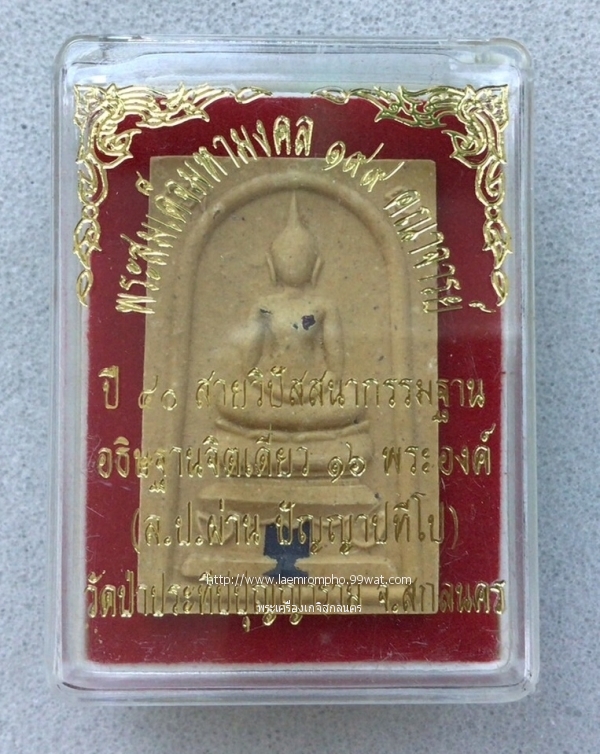 พระสมเด็จมหามงคล ๑๙๙ คณาจารย์
ปี ๔๐ สายวิปัสสนากรรมฐาน
อธิษฐานจิตเดี่ยว ๑๖ พระองค์
(ล.ป.ผ่าน ปัญญาปทีโป)
http://www.laemrompho.99wat.com/
วัดป่าประทีปปุญญาราม จ.สกลนคร
พระเครื่องเกจิสกลนคร